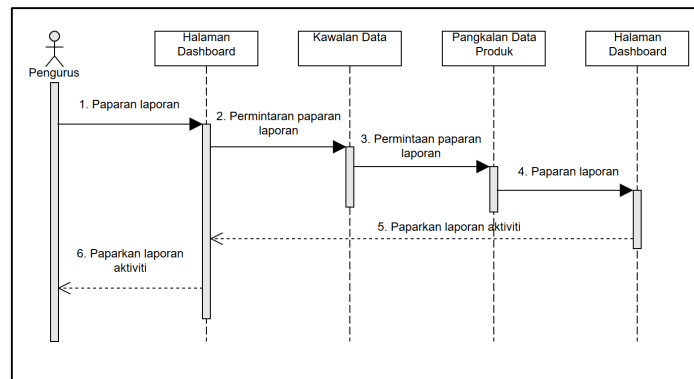 Halaman
Dashboard
Kawalan Data
Pangkalan Data
Produk
Halaman
Dashboard
Pengurus
1. Paparan laporan
2. Permintaran paparan
laporan
3. Permintaan paparan
laporan
4. Paparan laporan
5. Paparkan laporan aktiviti
6. Paparkan laporan
aktiviti